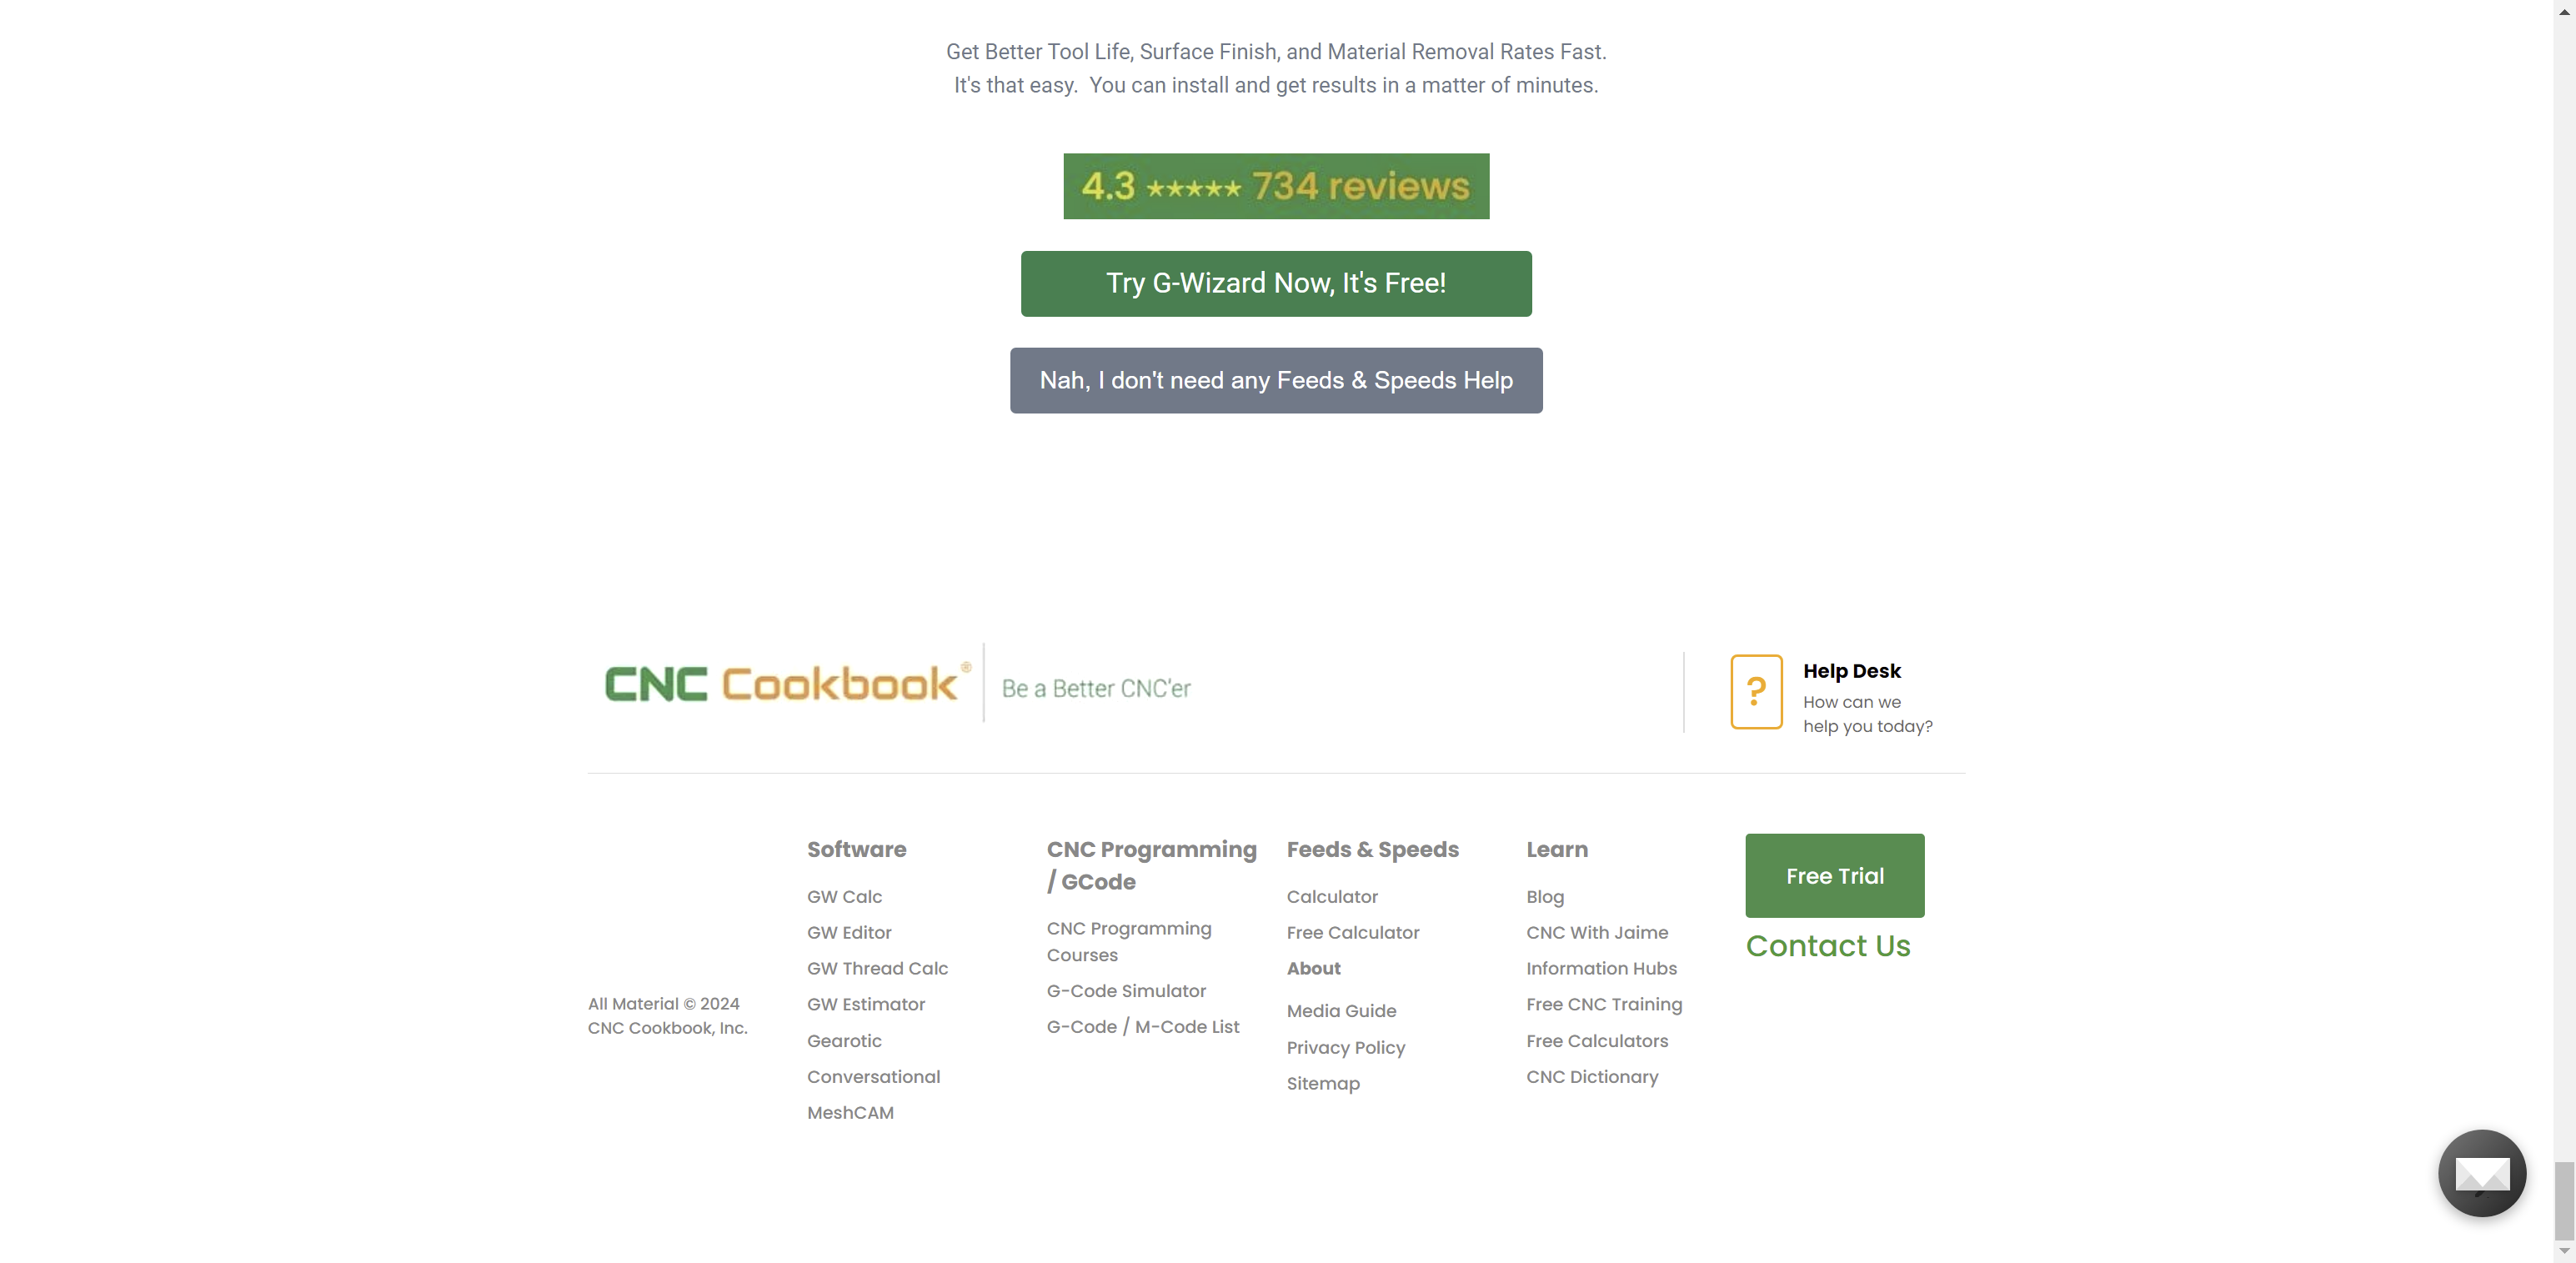 Get Better Tool Life, Surface Finish, and Material Removal Rates Fast.
It's that easy.  You can install and get results in a matter of minutes.
4.3 ★★★★★ 734 reviews
Try G-Wizard Now, It's Free!
Nah, I don't need any Feeds & Speeds Help
CNC Cookbook®
Be a Better CNC'er
?
Help Desk
How can we
help you today?
All Material © 2024
CNC Cookbook, Inc.
Software
GW Calc
GW Editor
GW Thread Calc
GW Estimator
Gearotic
Conversational
MeshCAM
CNC Programming
/ GCode
CNC Programming
Courses
G-Code Simulator
G-Code / M-Code List
Feeds & Speeds
Calculator
Free Calculator
About
Media Guide
Privacy Policy
Sitemap
Learn
Blog
CNC With Jaime
Information Hubs
Free CNC Training
Free Calculators
CNC Dictionary
Free Trial
Contact Us